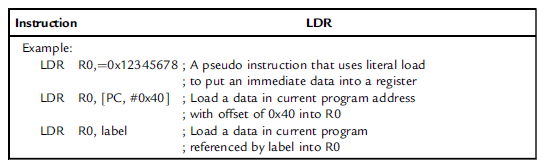 Instruction LDR
Example:
LDR R0,=0x12345678 ; A pseudo instruction that uses literal load
; to put an immediate data into a register
LDR R0, [PC, #0x40] ; Load a data in current program address
; with offset of 0x40 into R0
LDR R0, label ; Load a data in current program
; referenced by label into R0